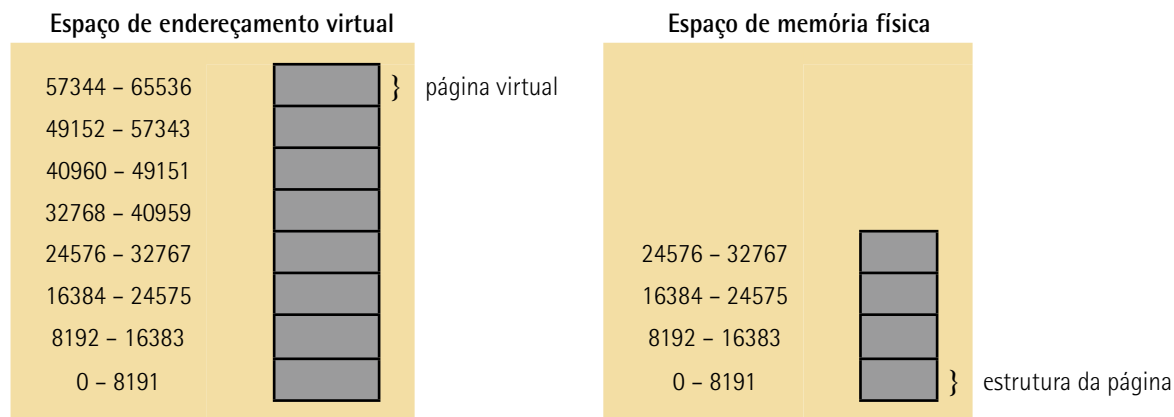 Espaço de endereçamento virtual
57344 – 65536
} página virtual
49152 – 57343
40960 – 49151
32768 – 40959
24576 – 32767
16384 – 24575
8192 – 16383
0 – 8191
Espaço de memória física
24576 – 32767
16384 – 24575
8192 – 16383
0 – 8191
} estrutura da página